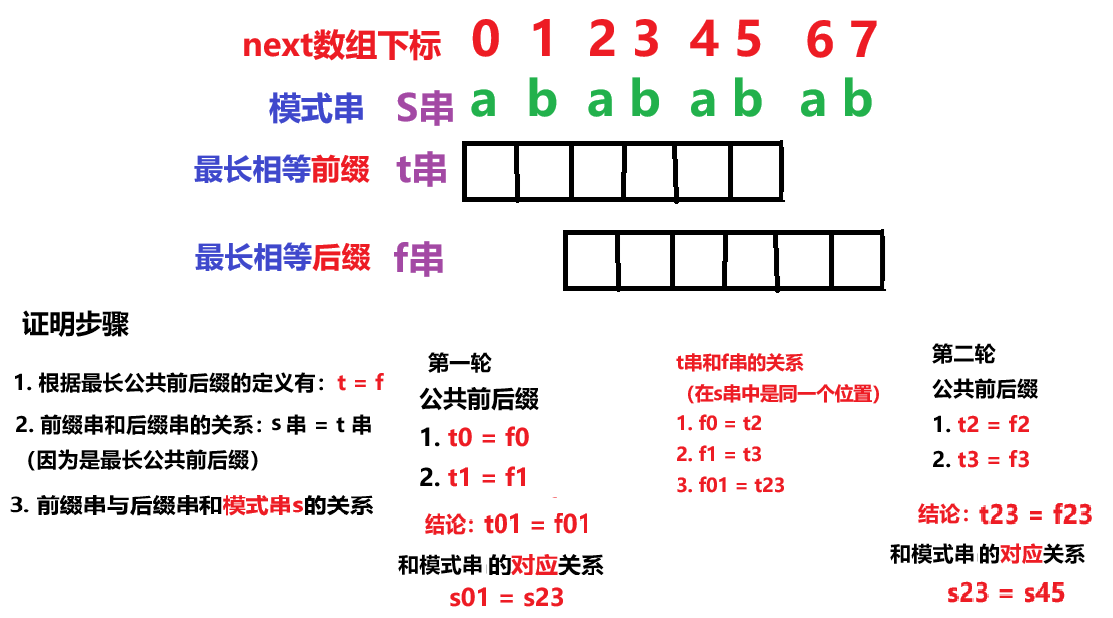 next数组下标 0 1 2 3 4 5 6 7
模式串 S串 a b a b a b a b
最长相等前缀 t串
最长相等后缀 f串
证明步骤
1. 根据最长公共前后缀的定义有：t = f
2. 前缀串和后缀串的关系：s 串 = t 串
（因为是最长公共前后缀）
3. 前缀串与后缀串和模式串s的关系
第一轮
公共前后缀
1. t0 = f0
2. t1 = f1
结论：t01 = f01
和模式串 的对应关系
s01 = s23
t串和f串的关系
（在s串中是同一个位置）
1. f0 = t2
2. f1 = t3
3. f01 = t23
第二轮
公共前后缀
1. t2 = f2
2. t3 = f3
结论：t23 = f23
和模式串 的对应关系
s23 = s45